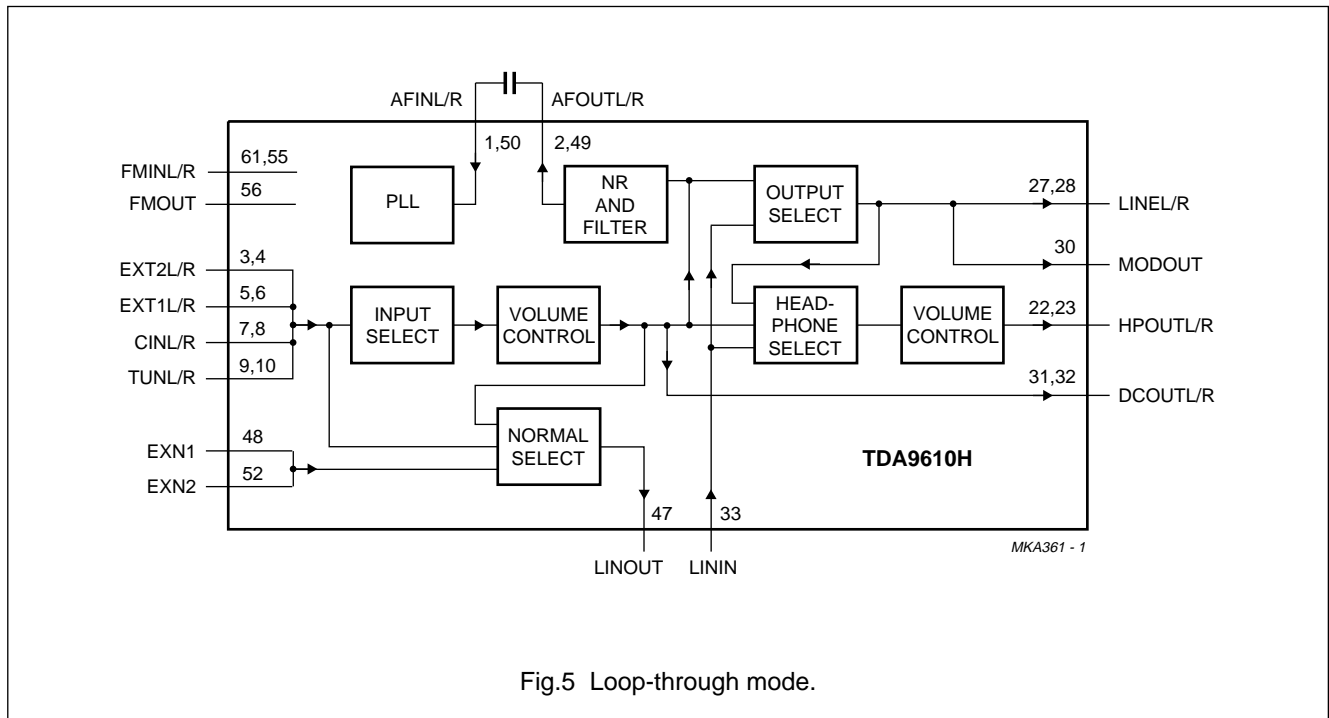 AFINL/R
AFOUTL/R
1,50
2,49
FMINL/R
61,55
FMOUT
56
PLL
NR
AND
FILTER
OUTPUT
SELECT
27,28
LINEL/R
30
MODOUT
EXT2L/R
3,4
EXT1L/R
5,6
CINL/R
7,8
TUNL/R
9,10
INPUT
SELECT
VOLUME
CONTROL
HEAD-
PHONE
SELECT
VOLUME
CONTROL
22,23
HPOUTL/R
31,32
DCOUTL/R
EXN1
48
EXN2
52
NORMAL
SELECT
TDA9610H
47
33
MKA361 - 1
LINOUT
LININ
Fig.5 Loop-through mode.